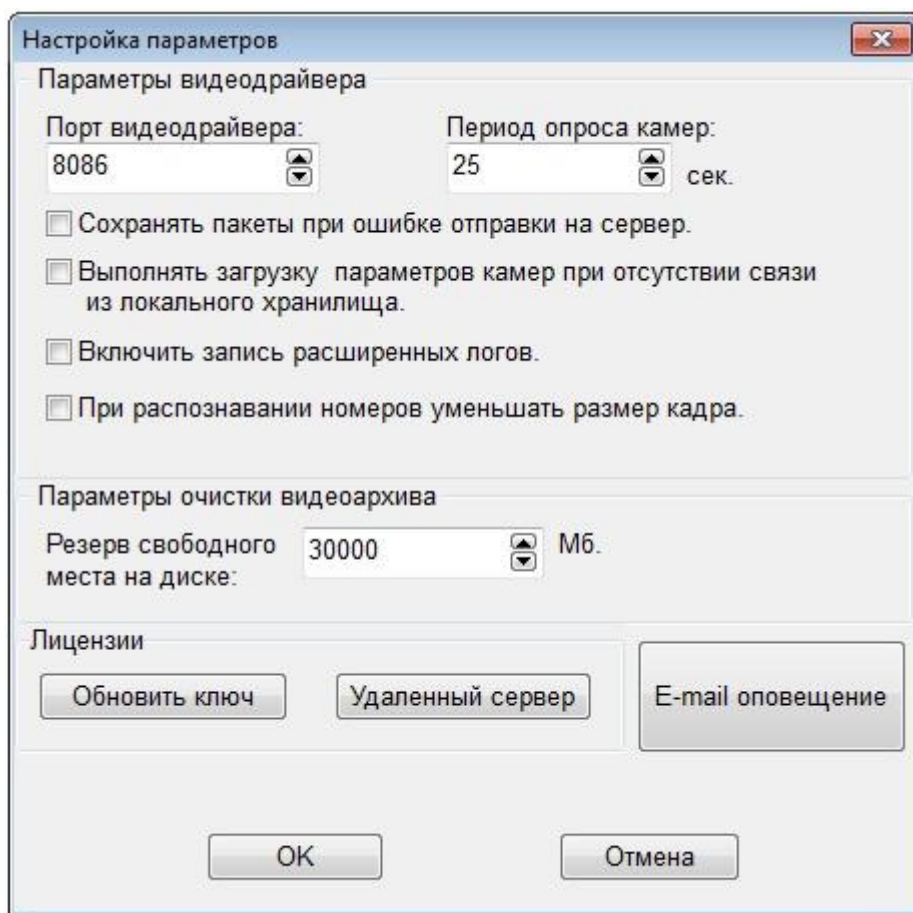 Настройка параметров
Параметры видеодрайвера
Порт видеодрайвера: Период опроса камер:
8086 25 сек.
Сохранять пакеты при ошибке отправки на сервер.
Выполнять загрузку параметров камер при отсутствии связи
из локального хранилища.
Включить запись расширенных логов.
При распознавании номеров уменьшать размер кадра.
Параметры очистки видеоархива
Резерв свободного 30000 Мб.
места на диске:
Лицензии
Обновить ключ Удаленный сервер E-mail оповещение
OK Отмена